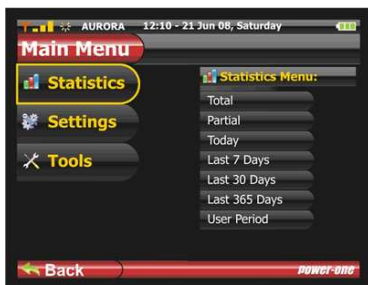 AURORA 12:10 - 21 Jun 08, Saturday
Main Menu
Statistics
Settings
Tools
Statistics Menu:
Total
Partial
Today
Last 7 Days
Last 30 Days
Last 365 Days
User Period
Back
power-one